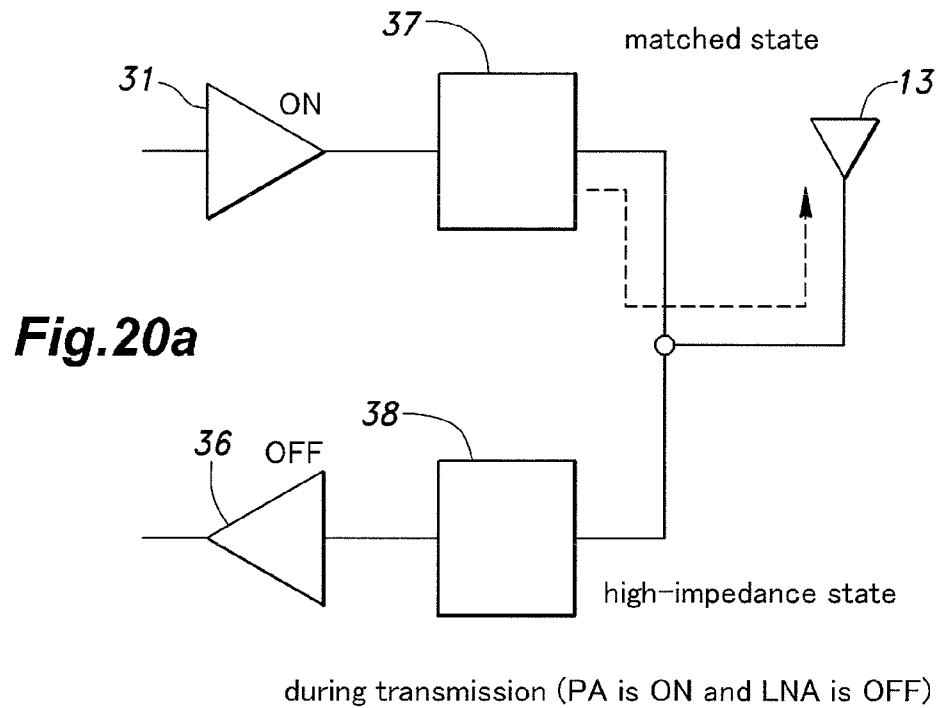 37
matched state
31
ON
13
Fig.20a
38
36
OFF
high-impedance state
during transmission (PA is ON and LNA is OFF)